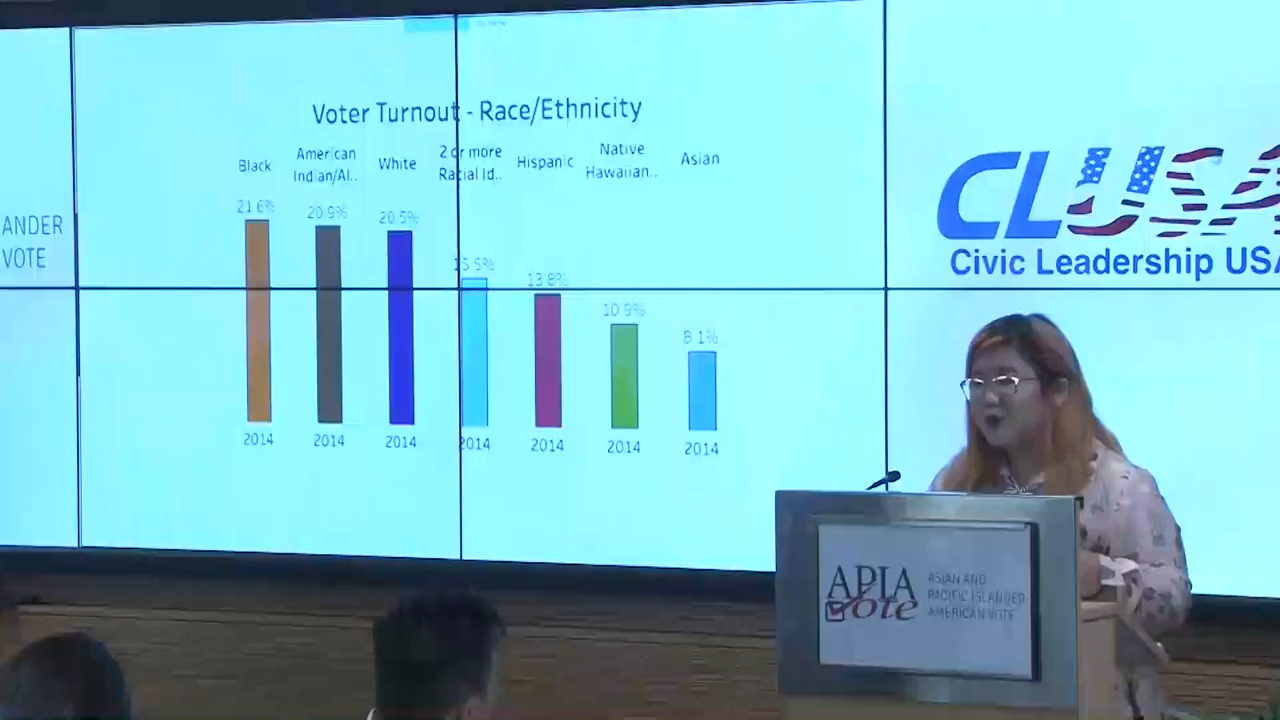 ANDER
VOTE
Voter Turnout - Race/Ethnicity
Black
American
Indian/Al..
White
2 or more
Racial Id..
Hispanic
Native
Hawaiian..
Asian
21.6%
20.9%
20.5%
15.5%
13.8%
10.9%
8.1%
2014
2014
2014
2014
2014
2014
2014
CLUSA
Civic Leadership USA
APIA
Vote
ASIAN AND
PACIFIC ISLANDER
AMERICAN VOTE